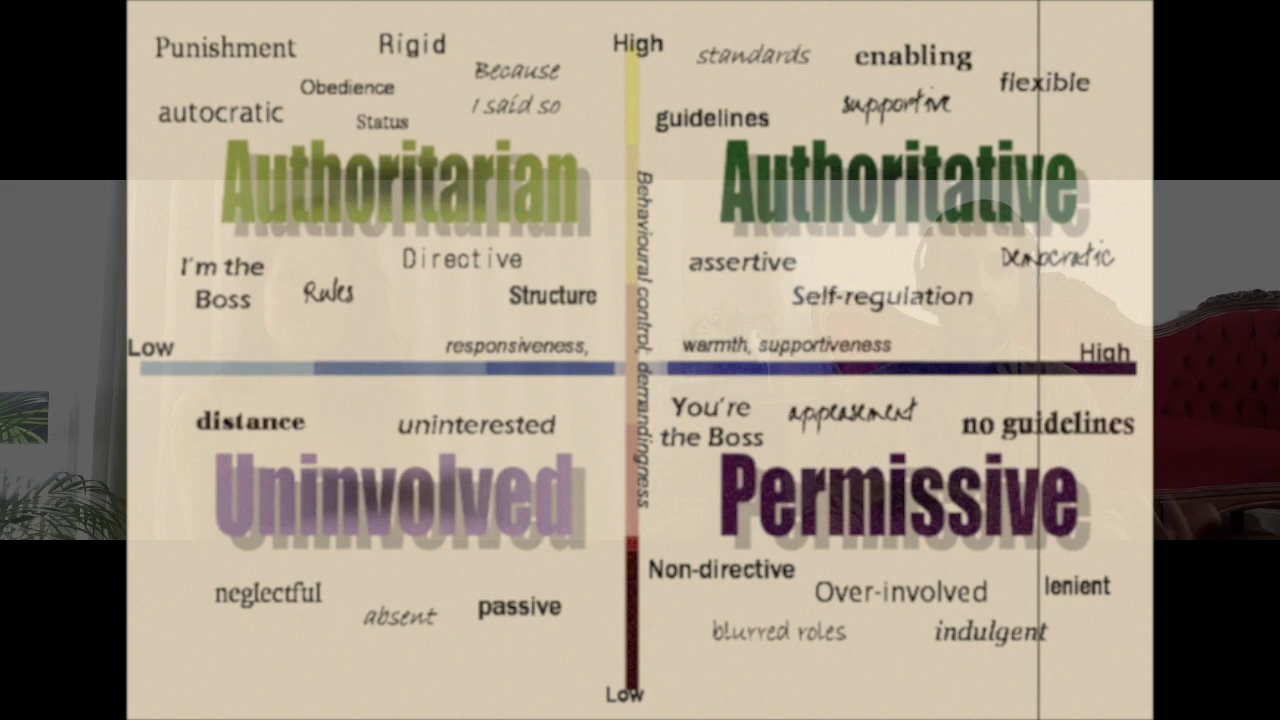 Punishment
Rigid
High
standards
enabling
flexible
Obedience
Because
I said so
autocratic
Status
guidelines
supportive
Authoritarian
Authoritative
I'm the
Boss
Rules
Directive
Structure
assertive
Democratic
Self-regulation
Behavioural control, demandingness
Low
responsiveness,
warmth, supportiveness
High
distance
uninterested
You're
the Boss
appeasement
no guidelines
Uninvolved
Permissive
neglectful
absent
passive
Non-directive
Over-involved
lenient
blurred roles
indulgent
Low